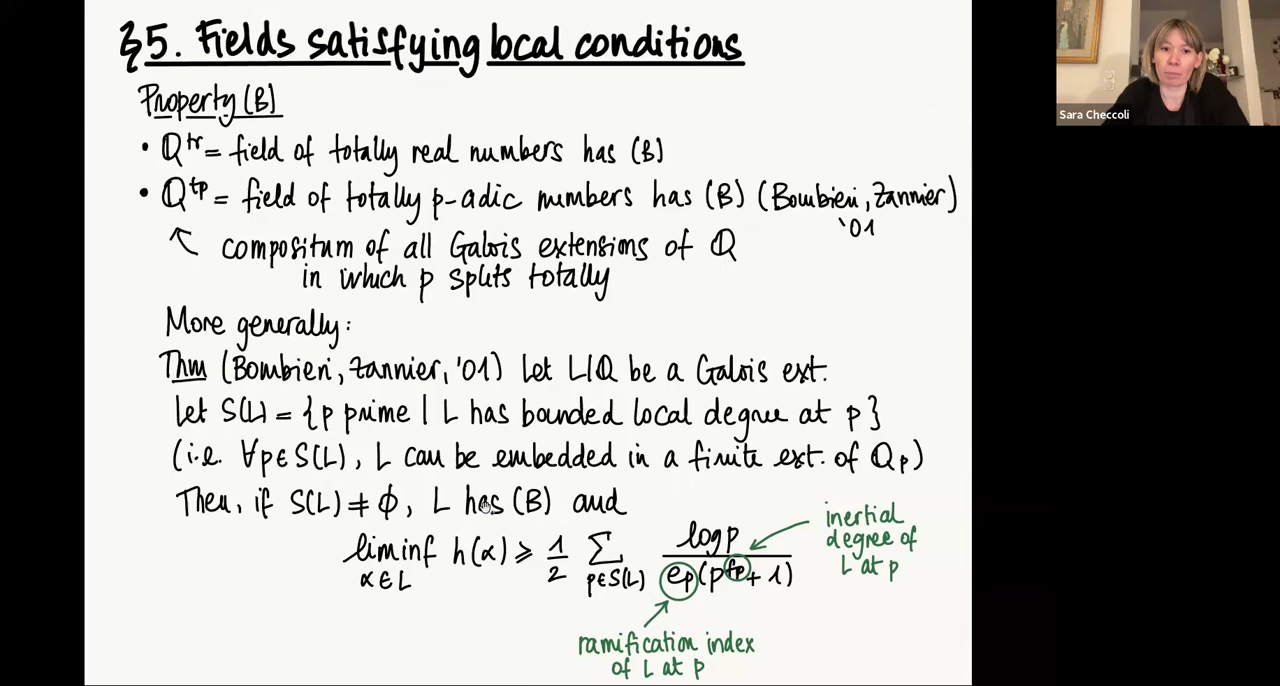 §5. Fields satisfying local conditions
Property (B)
• Q^tr = field of totally real numbers has (B)
• Q^tp = field of totally p-adic numbers has (B) (Bombieri, Zannier)
'01
↖ compositum of all Galois extensions of Q
in which p splits totally
More generally:
Thm (Bombieri, Zannier, '01) Let L|Q be a Galois ext.
Let S(L) = {p prime | L has bounded local degree at p}
(i.e. ∀p∈S(L), L can be embedded in a finite ext. of Q_p)
Then, if S(L) ≠ ∅, L has (B) and
liminf_{α∈L} h(α) ≥ 1/2 ∑_{p∈S(L)} log p / (e_p(p^{f_p} + 1))
inertial
degree of
L at p
ramification index
of L at p
Sara Checcoli